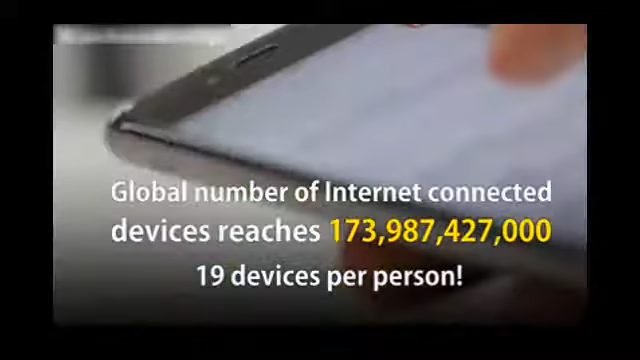 Global number of Internet connected
devices reaches 173,987,427,000
19 devices per person!